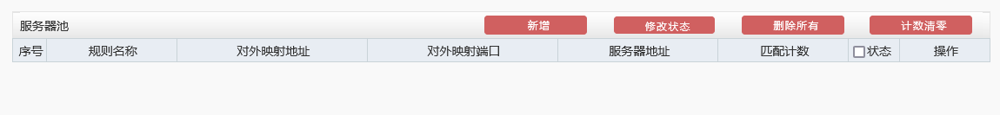 服务器池 新增 修改状态 删除所有 计数清零
序号 规则名称 对外映射地址 对外映射端口 服务器地址 匹配计数 状态 操作